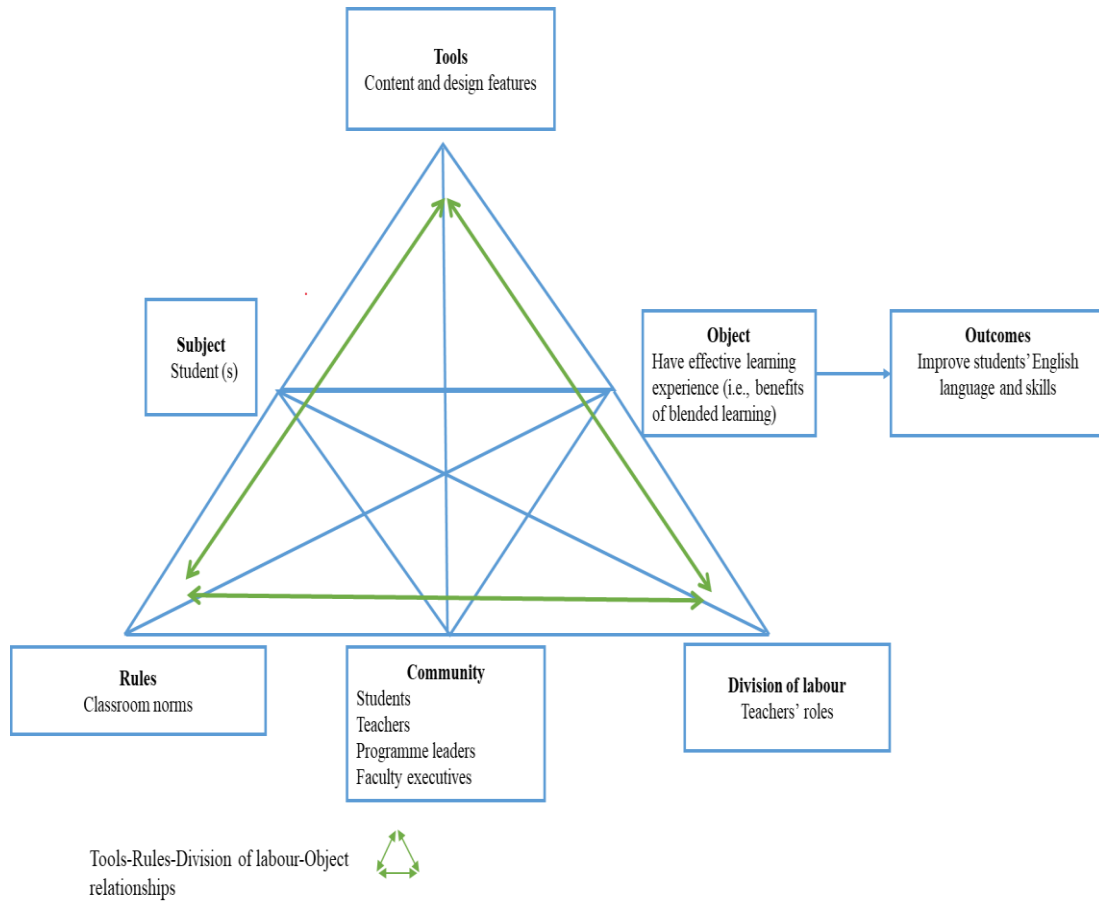 Tools
Content and design features
Subject
Student (s)
Object
Have effective learning
experience (i.e., benefits
of blended learning)
Outcomes
Improve students’ English
language and skills
Rules
Classroom norms
Community
Students
Teachers
Programme leaders
Faculty executives
Division of labour
Teachers’ roles
Tools-Rules-Division of labour-Object
relationships